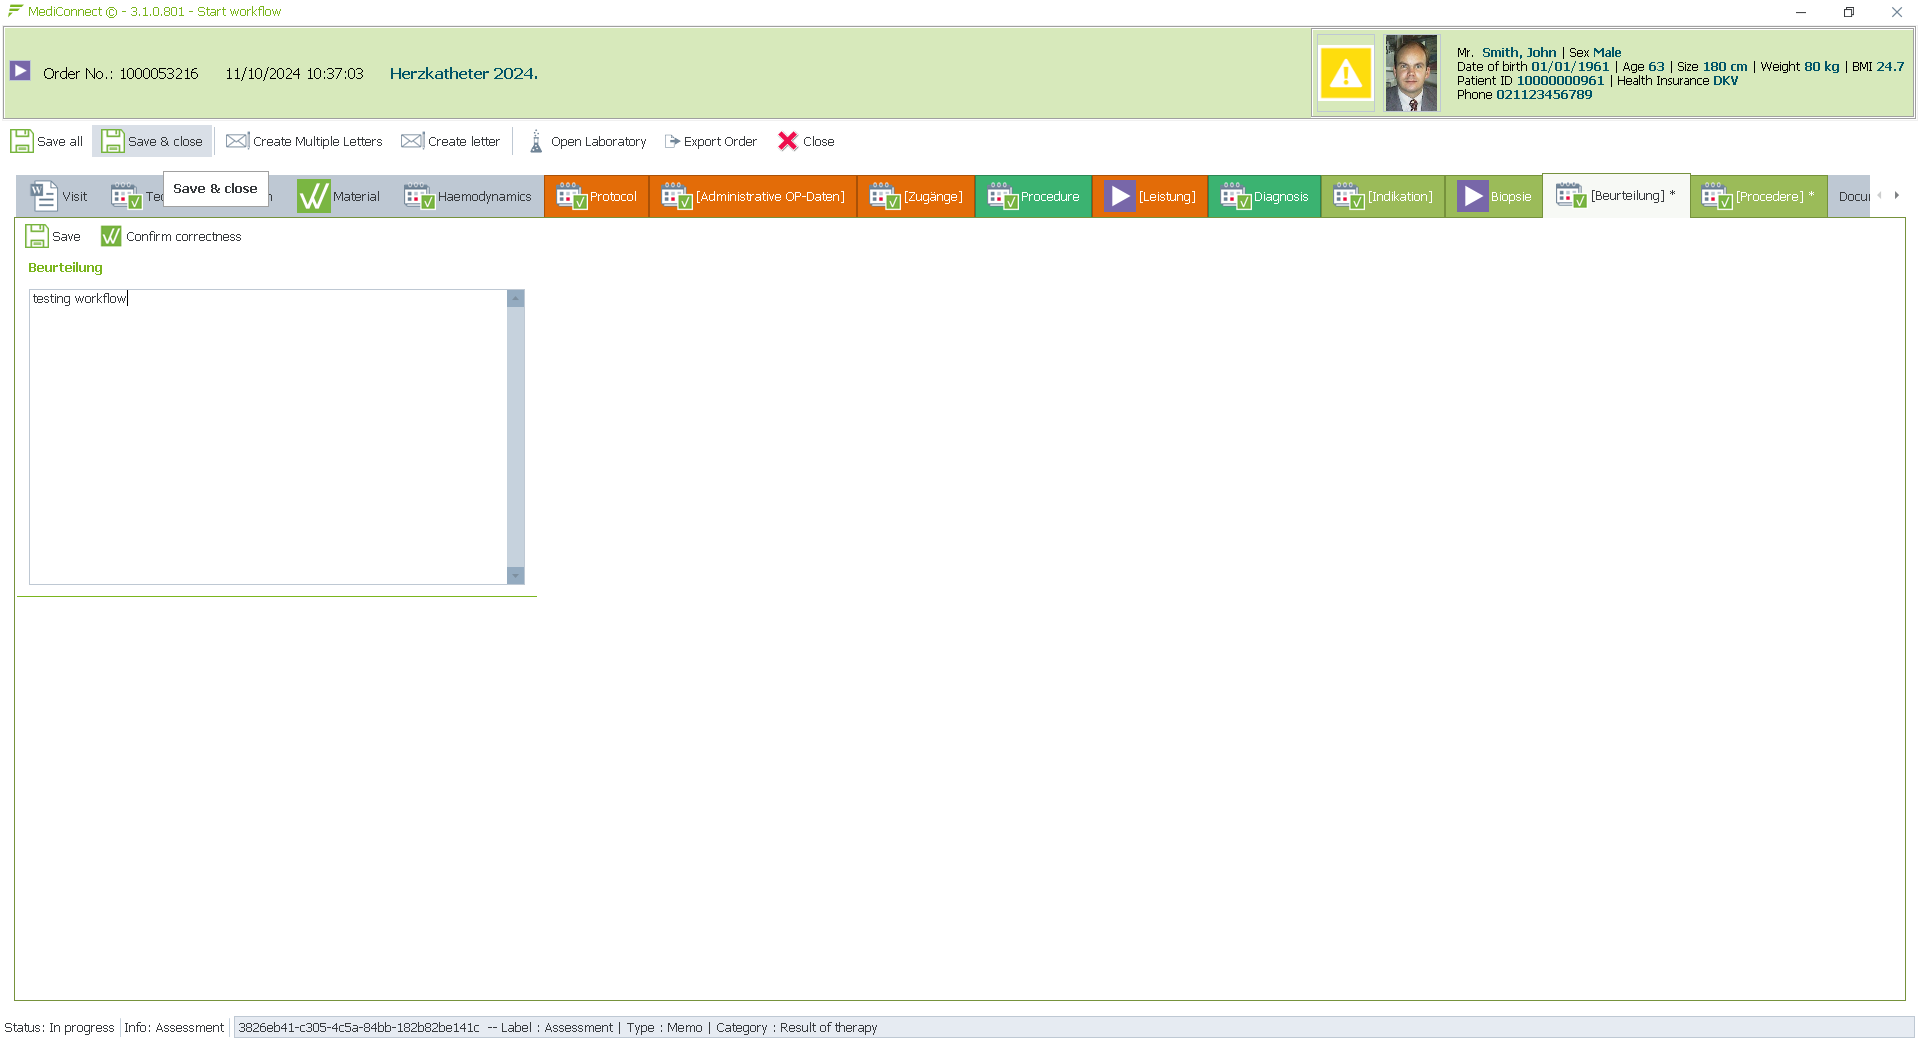 MediConnect © - 3.1.0.801 - Start workflow
Order No.: 1000053216 11/10/2024 10:37:03 Herzkatheter 2024.
Mr. Smith, John | Sex Male
Date of birth 01/01/1961 | Age 63 | Size 180 cm | Weight 80 kg | BMI 24.7
Patient ID 10000000961 | Health Insurance DKV
Phone 021123456789
Save all Save & close Create Multiple Letters Create letter Open Laboratory Export Order Close
Save & close
Visit Material Haemodynamics Protocol [Administrative OP-Daten] [Zugänge] Procedure [Leistung] Diagnosis [Indikation] Biopsie [Beurteilung] * [Procedere] * Docu
Save Confirm correctness
Beurteilung
testing workflow
Status: In progress Info: Assessment 3826eb41-c305-4c5a-84bb-182b82be141c -- Label : Assessment | Type : Memo | Category : Result of therapy